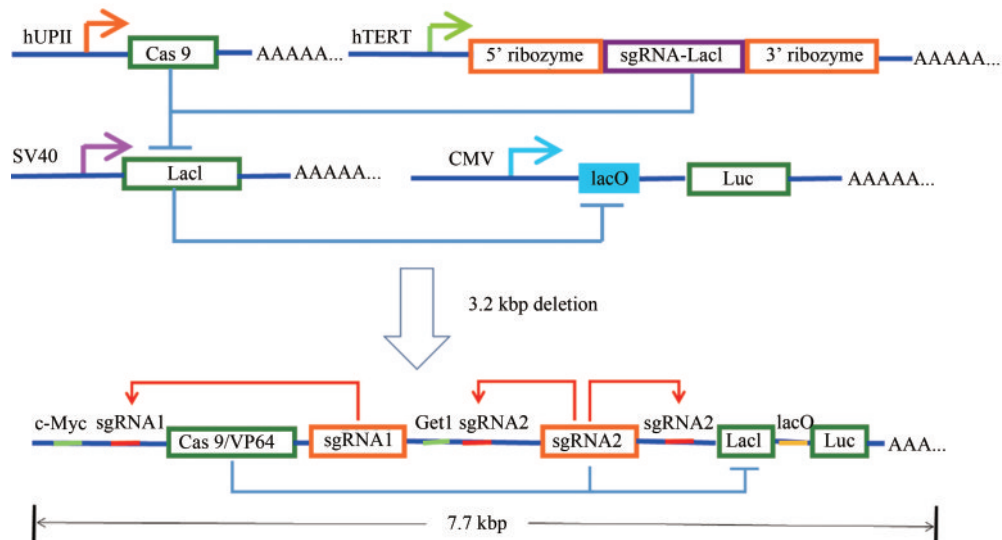 hUPII
Cas 9
AAAAA...
hTERT
5' ribozyme
sgRNA-LacI
3' ribozyme
AAAAA...
SV40
LacI
AAAAA...
CMV
lacO
Luc
AAAAA...
3.2 kbp deletion
c-Myc
sgRNA1
Cas 9/VP64
sgRNA1
Get1
sgRNA2
sgRNA2
sgRNA2
LacI
lacO
Luc
AAA...
7.7 kbp